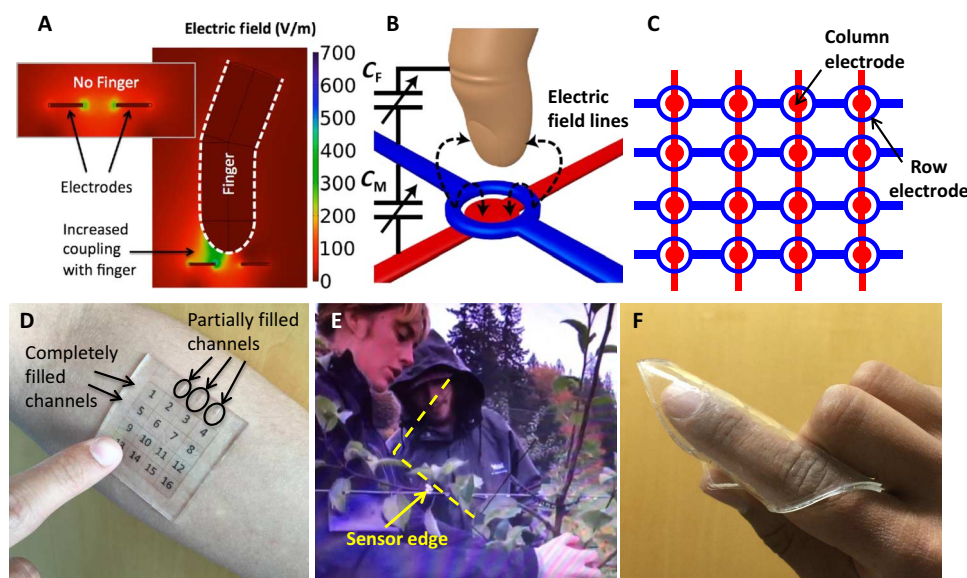 A
Electric field (V/m)
No Finger
Electrodes
Finger
Increased
coupling
with finger
700
600
500
400
300
200
100
0
B
C_F
C_M
Electric
field lines
C
Column
electrode
Row
electrode
D
Partially filled
channels
Completely
filled
channels
1 2 3 4
5 6 7 8
9 10 11 12
13 14 15 16
E
Sensor edge
F